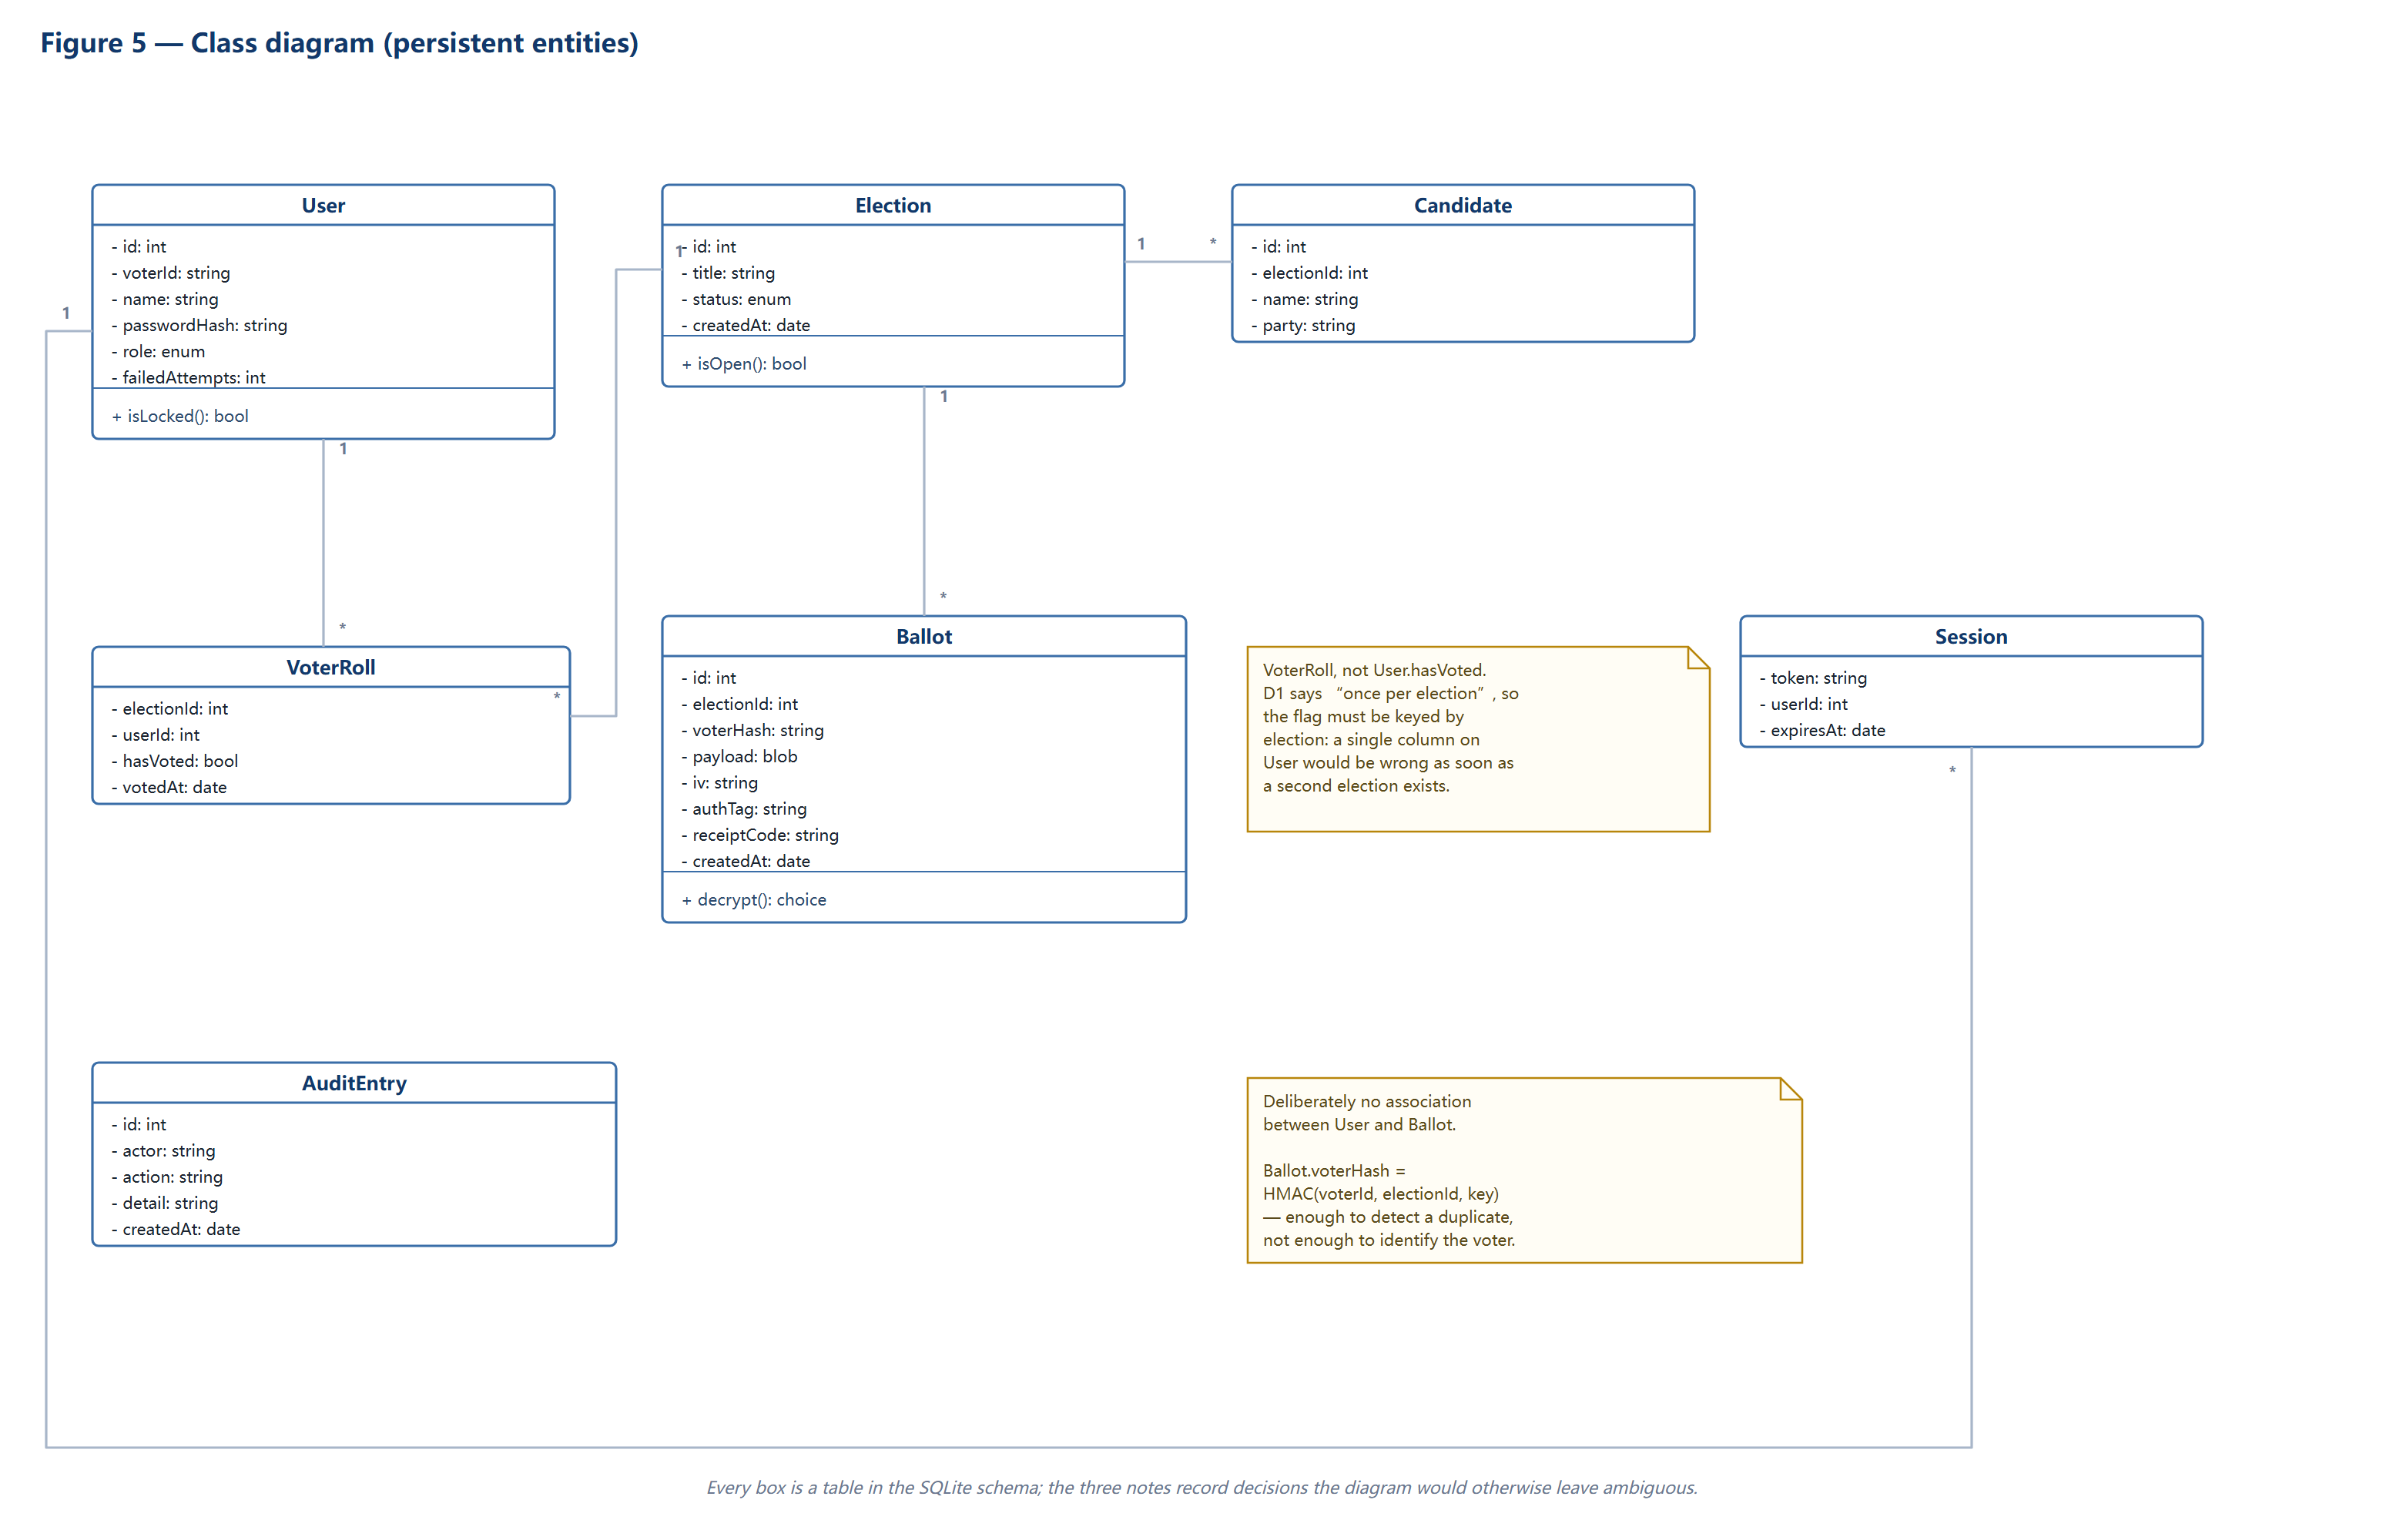 Figure 5 — Class diagram (persistent entities)
User
- id: int
- voterId: string
- name: string
- passwordHash: string
- role: enum
- failedAttempts: int
+ isLocked(): bool
1
1
*
Election
1
- id: int
- title: string
- status: enum
- createdAt: date
+ isOpen(): bool
1
*
1
*
Candidate
- id: int
- electionId: int
- name: string
- party: string
VoterRoll
*
- electionId: int
- userId: int
- hasVoted: bool
- votedAt: date
Ballot
- id: int
- electionId: int
- voterHash: string
- payload: blob
- iv: string
- authTag: string
- receiptCode: string
- createdAt: date
+ decrypt(): choice
VoterRoll, not User.hasVoted.
D1 says “once per election”, so
the flag must be keyed by
election: a single column on
User would be wrong as soon as
a second election exists.
Session
- token: string
- userId: int
- expiresAt: date
*
AuditEntry
- id: int
- actor: string
- action: string
- detail: string
- createdAt: date
Deliberately no association
between User and Ballot.
Ballot.voterHash =
HMAC(voterId, electionId, key)
— enough to detect a duplicate,
not enough to identify the voter.
Every box is a table in the SQLite schema; the three notes record decisions the diagram would otherwise leave ambiguous.